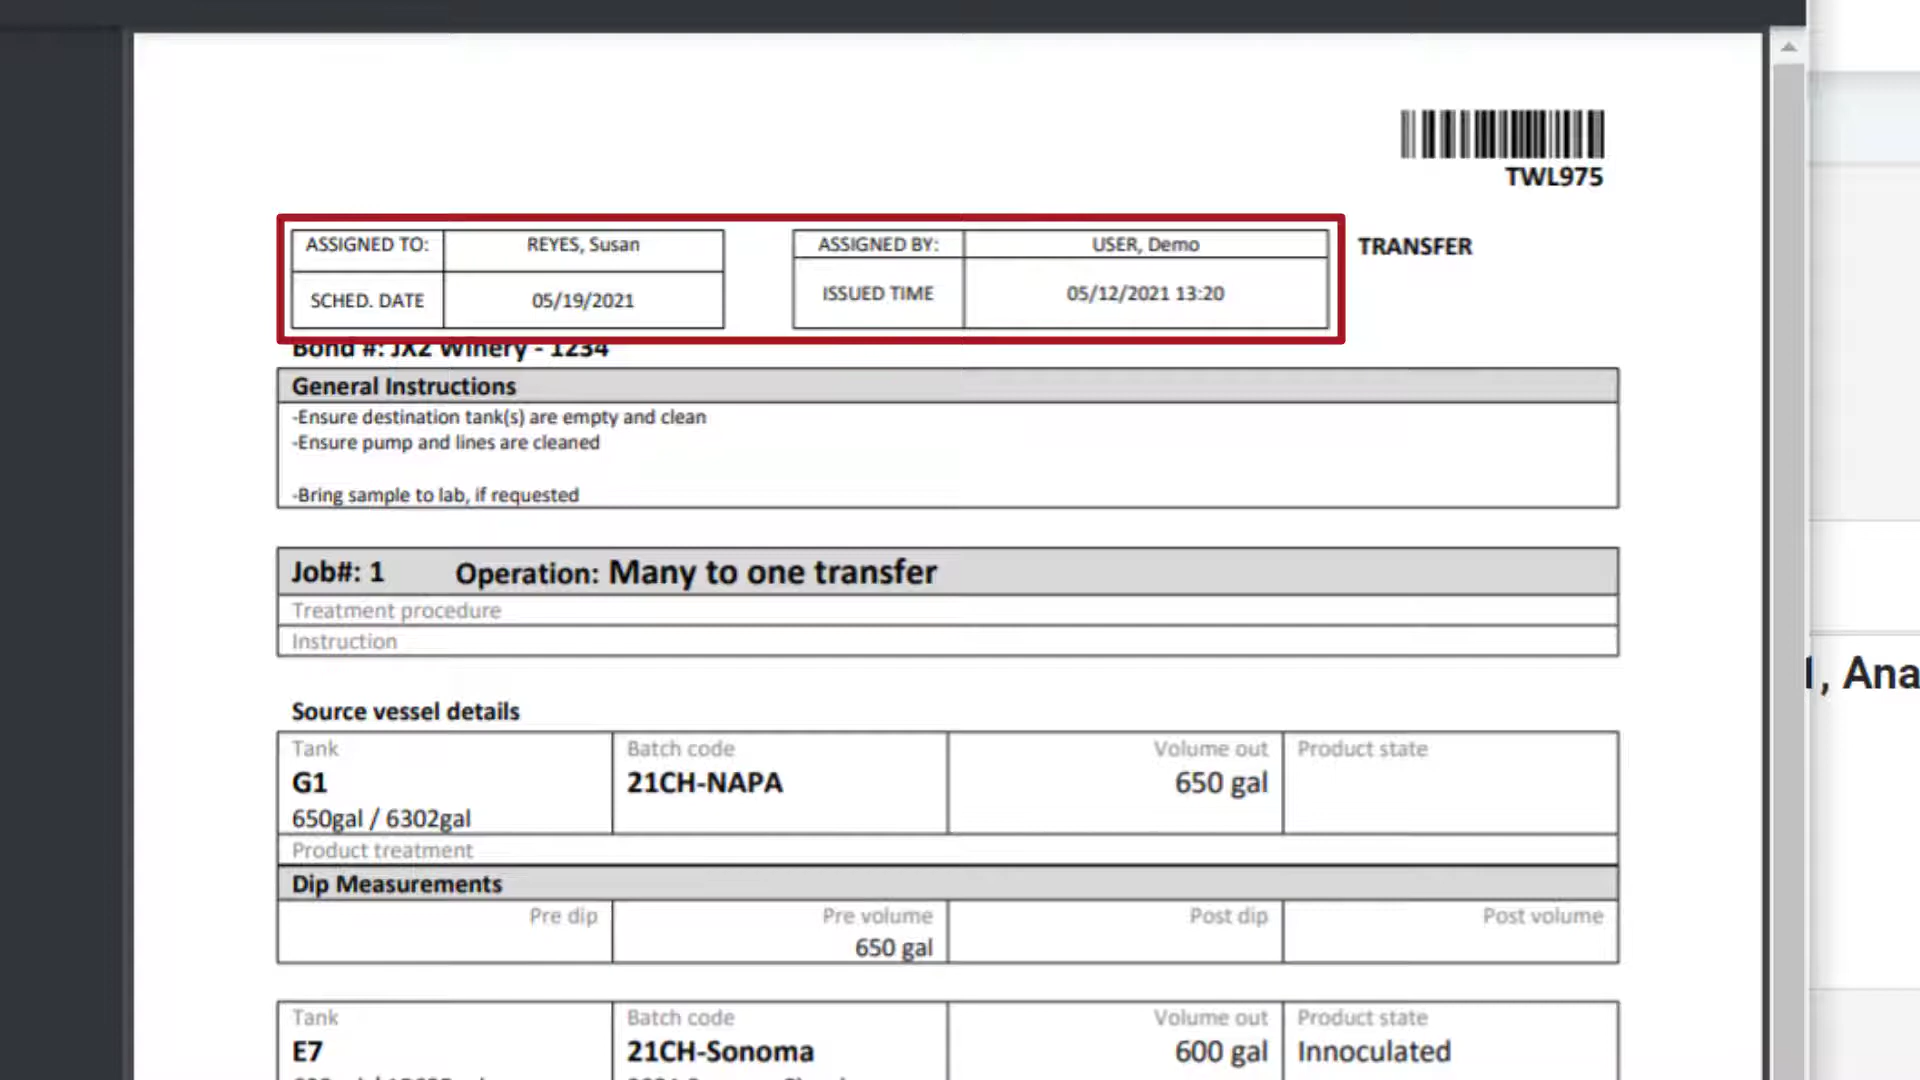 TWL975
ASSIGNED TO: REYES, Susan ASSIGNED BY: USER, Demo TRANSFER
SCHED. DATE 05/19/2021 ISSUED TIME 05/12/2021 13:20
Bond #: JX2 Winery - 1234
General Instructions
-Ensure destination tank(s) are empty and clean
-Ensure pump and lines are cleaned
-Bring sample to lab, if requested
Job#: 1 Operation: Many to one transfer
Treatment procedure
Instruction
, Ana
Source vessel details
Tank Batch code Volume out Product state
G1 21CH-NAPA 650 gal
650gal / 6302gal
Product treatment
Dip Measurements
Pre dip Pre volume Post dip Post volume
650 gal
Tank Batch code Volume out Product state
E7 21CH-Sonoma 600 gal Innoculated